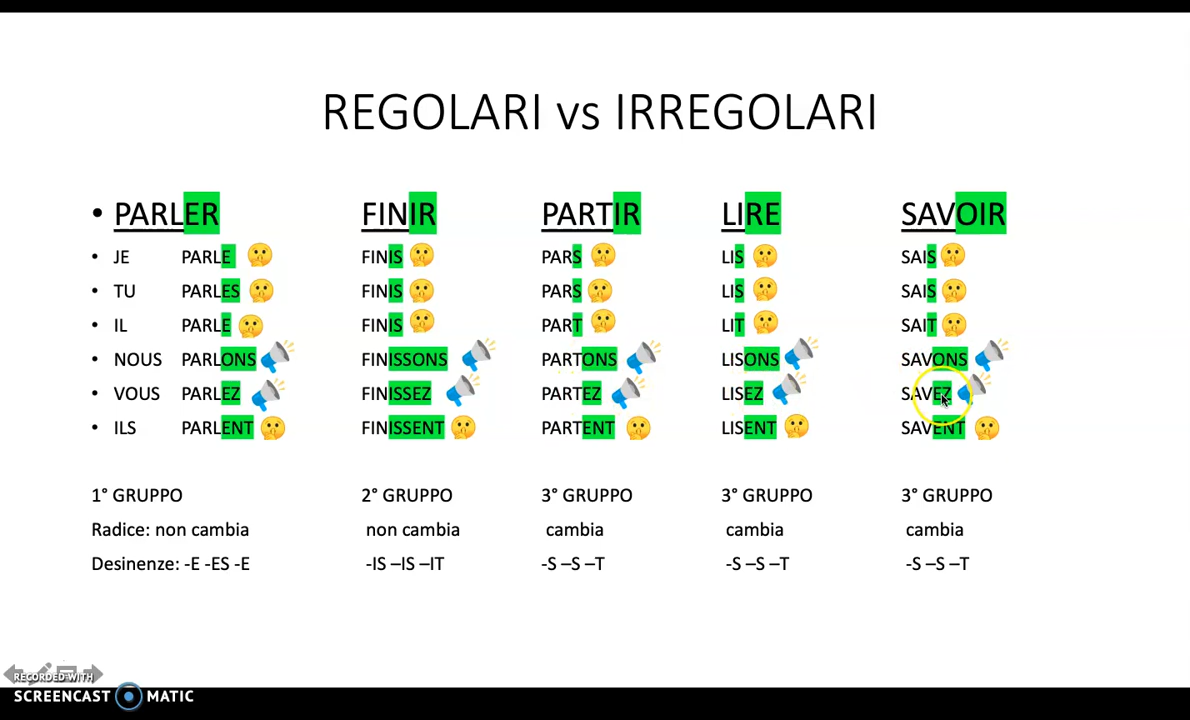 REGOLARI vs IRREGOLARI
• PARLER FINIR PARTIR LIRE SAVOIR
• JE PARLE FINIS PARS LIS SAIS
• TU PARLES FINIS PARS LIS SAIS
• IL PARLE FINIS PART LIT SAIT
• NOUS PARLONS FINISSONS PARTONS LISONS SAVONS
• VOUS PARLEZ FINISSEZ PARTEZ LISEZ SAVEZ
• ILS PARLENT FINISSENT PARTENT LISENT SAVENT
1° GRUPPO 2° GRUPPO 3° GRUPPO 3° GRUPPO 3° GRUPPO
Radice: non cambia non cambia cambia cambia cambia
Desinenze: -E -ES -E -IS –IS –IT -S –S –T -S –S –T -S –S –T
RECORDED WITH
SCREENCAST MATIC